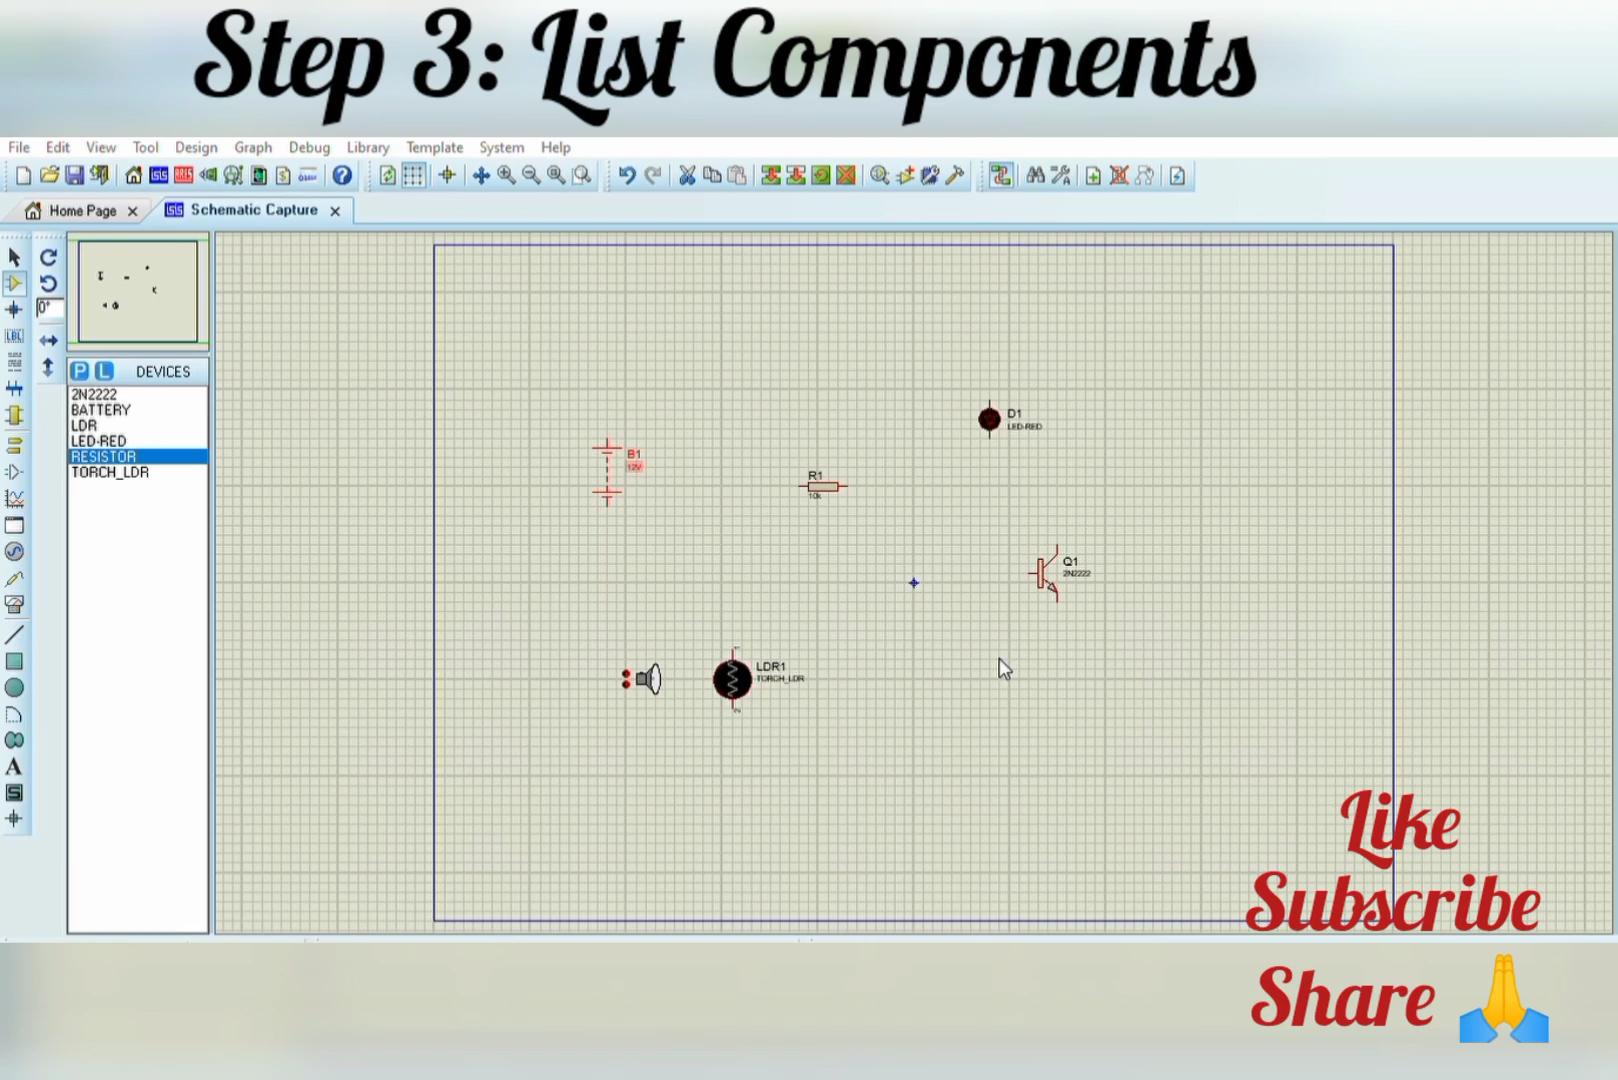 Step 3: List Components
File Edit View Tool Design Graph Debug Library Template System Help
Home Page Schematic Capture
0°
P L DEVICES
2N2222
BATTERY
LDR
LED-RED
RESISTOR
TORCH_LDR
LBL
A
S
D1
LED-RED
B1
12V
R1
10k
Q1
2N2222
LDR1
TORCH_LDR
Like
Subscribe
Share 🙏